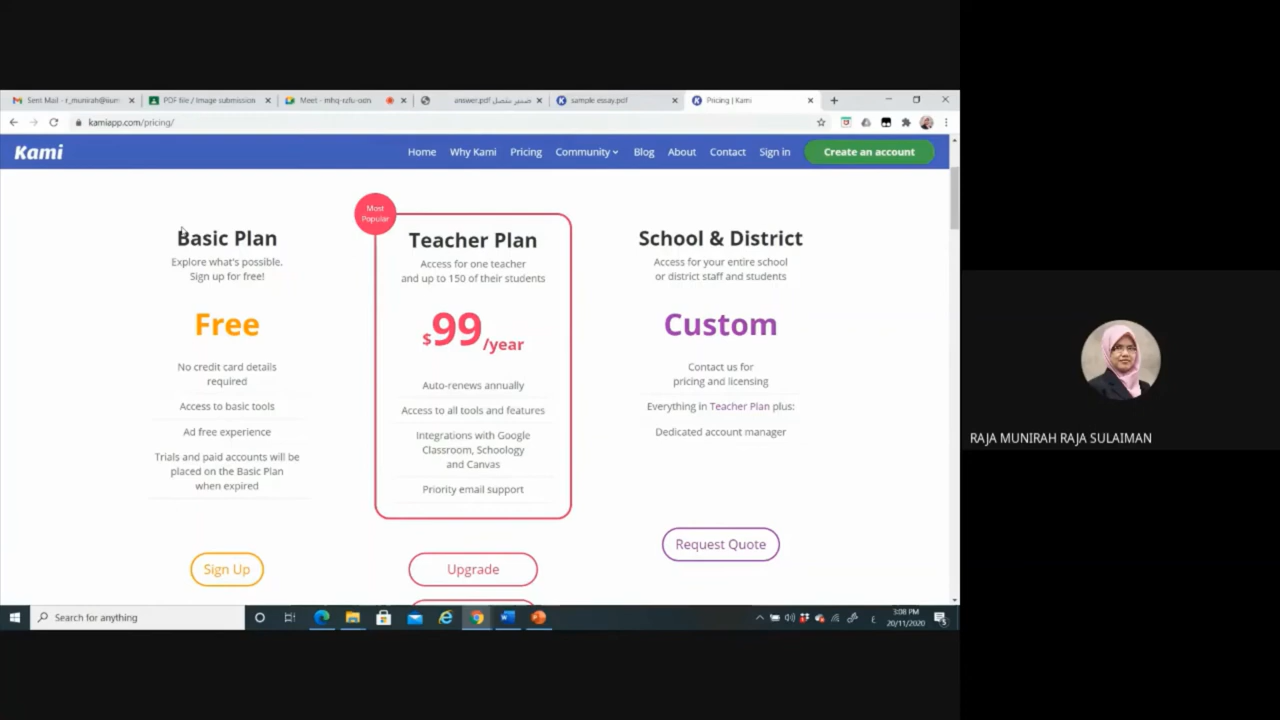 Sent Mail - r_munirah@iium
PDF file / Image submission
Meet - mhq-rzfu-oen
answer.pdf ضمير متصل
sample essay.pdf
Pricing | Kami
kamiapp.com/pricing/
Kami
Home
Why Kami
Pricing
Community
Blog
About
Contact
Sign in
Create an account
Basic Plan
Explore what's possible.
Sign up for free!
Free
No credit card details
required
Access to basic tools
Ad free experience
Trials and paid accounts will be
placed on the Basic Plan
when expired
Sign Up
Most
Popular
Teacher Plan
Access for one teacher
and up to 150 of their students
$99/year
Auto-renews annually
Access to all tools and features
Integrations with Google
Classroom, Schoology
and Canvas
Priority email support
Upgrade
School & District
Access for your entire school
or district staff and students
Custom
Contact us for
pricing and licensing
Everything in Teacher Plan plus:
Dedicated account manager
Request Quote
RAJA MUNIRAH RAJA SULAIMAN
Search for anything
3:08 PM
20/11/2020